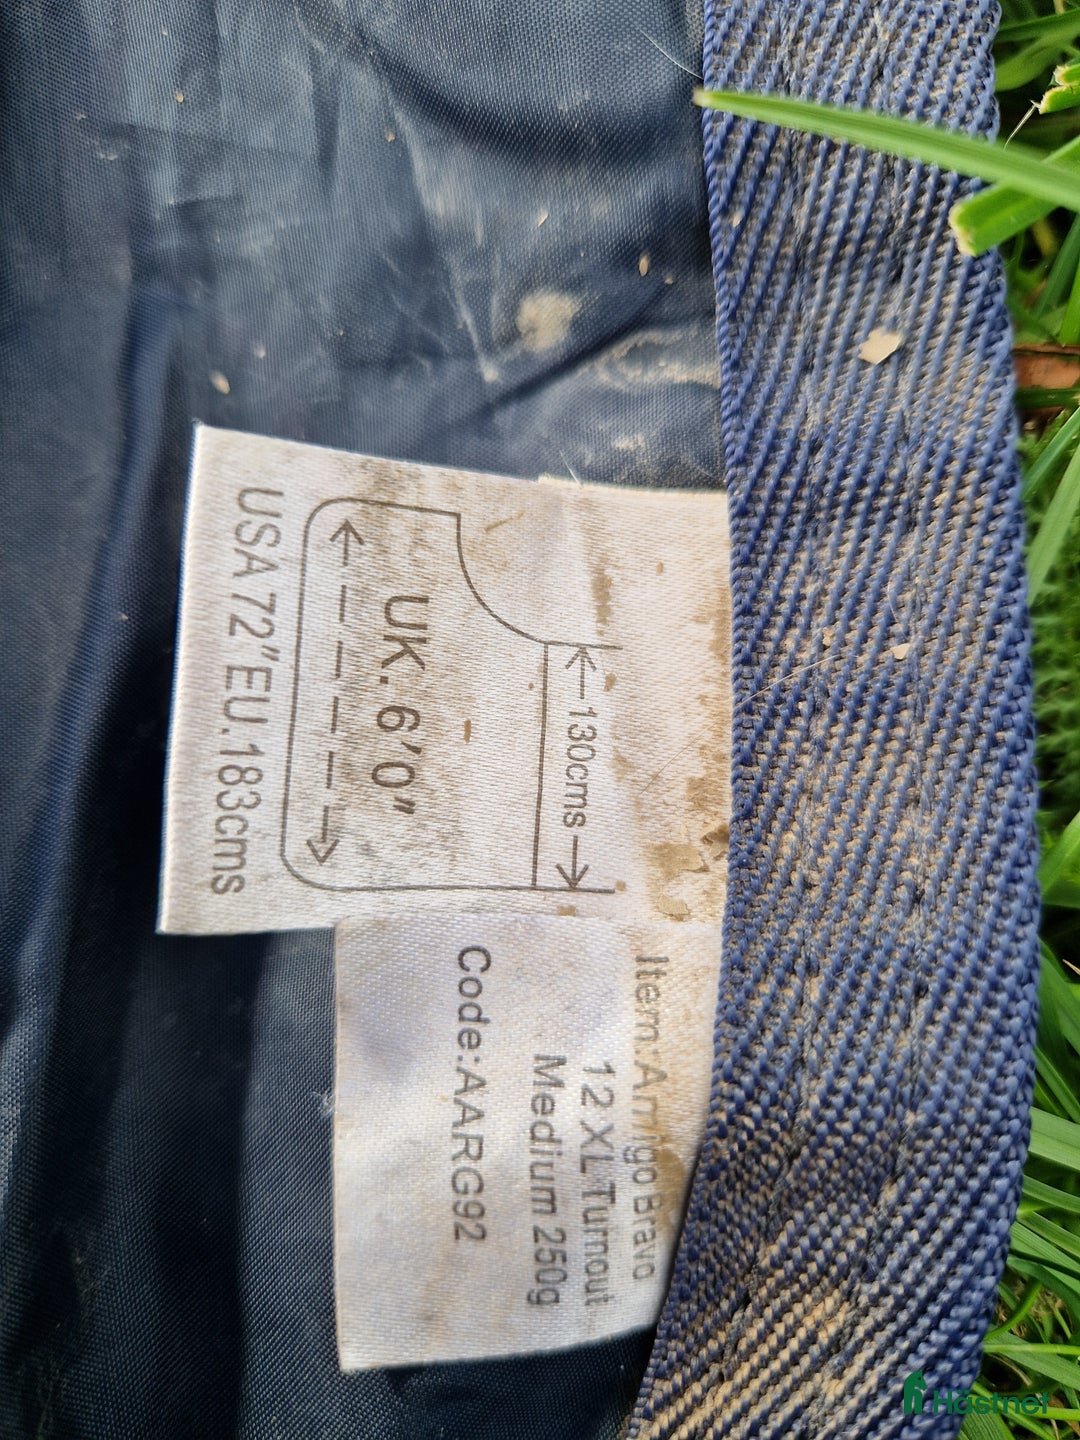 130cms
UK. 6'0"
USA 72"EU.183cms
Item:Amigo Bravo
12 XL Turnout
Medium 250g
Code:AARG92
Hästnet